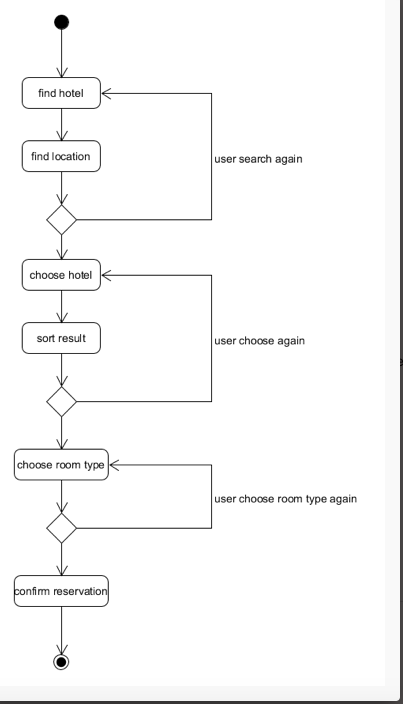 find hotel
find location
user search again
choose hotel
sort result
user choose again
choose room type
user choose room type again
confirm reservation